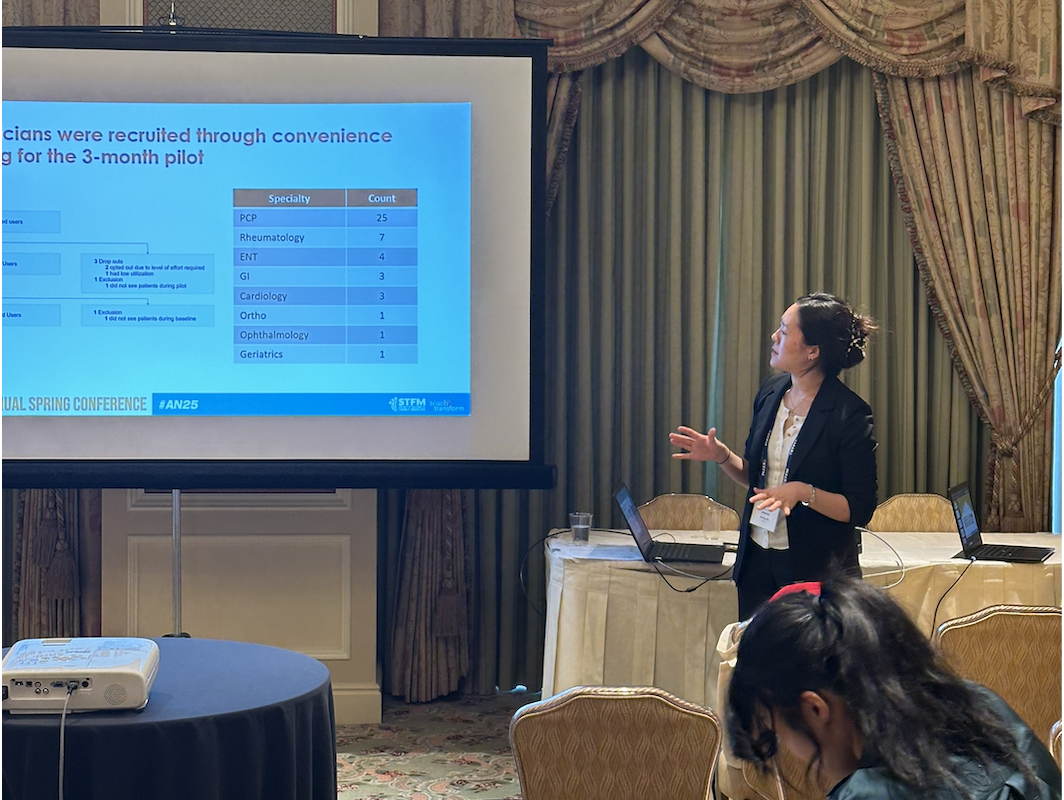 cians were recruited through convenience
g for the 3-month pilot
ed users
Users
d Users
3 Drop outs
2 opted out due to level of effort required
1 had low utilization
1 Exclusion
1 did not see patients during pilot
1 Exclusion
1 did not see patients during baseline
Specialty Count
PCP 25
Rheumatology 7
ENT 4
GI 3
Cardiology 3
Ortho 1
Ophthalmology 1
Geriatrics 1
UAL SPRING CONFERENCE #AN25
STFM
teach &
transform